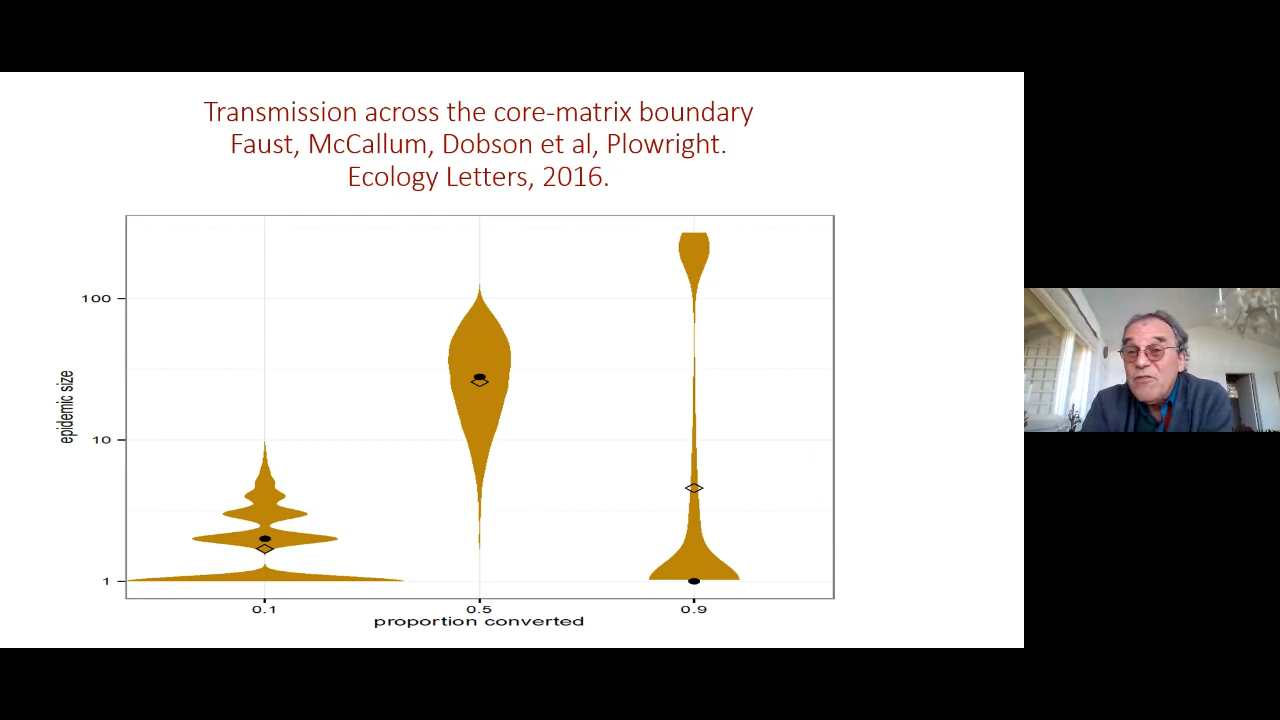 Transmission across the core-matrix boundary
Faust, McCallum, Dobson et al, Plowright.
Ecology Letters, 2016.
100
10
1
epidemic size
0.1 0.5 0.9
proportion converted